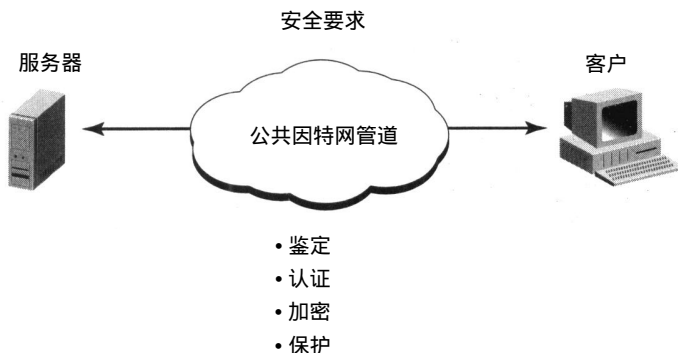 安全要求
服务器
客户
公共因特网管道
• 鉴定
• 认证
• 加密
• 保护